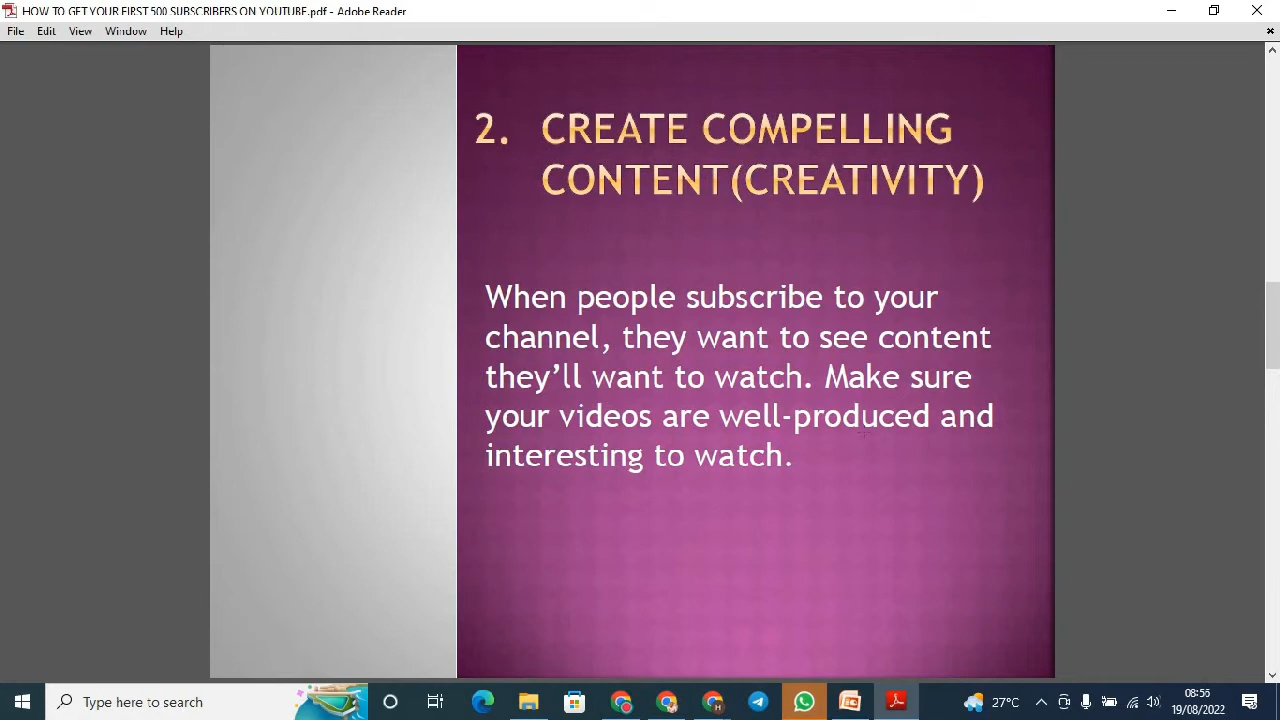 HOW TO GET YOUR FIRST 500 SUBSCRIBERS ON YOUTUBE.pdf - Adobe Reader
File Edit View Window Help
2. CREATE COMPELLING
CONTENT(CREATIVITY)
When people subscribe to your
channel, they want to see content
they’ll want to watch. Make sure
your videos are well-produced and
interesting to watch.
Type here to search
27°C
08:56
19/08/2022